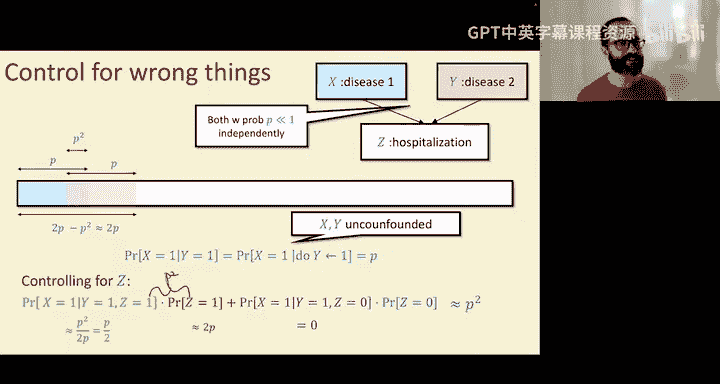 GPT中英字幕课程资源
Control for wrong things
X :disease 1
Y :disease 2
Both w prob p ≪ 1
independently
Z :hospitalization
p²
p
p
2p − p² ≈ 2p
X, Y uncounfounded
Pr[X = 1|Y = 1] = Pr[X = 1 |do Y ← 1] = p
Controlling for Z:
p²
Pr[ X = 1|Y = 1, Z = 1] · Pr[Z = 1] + Pr[X = 1|Y = 1, Z = 0] · Pr[Z = 0] ≈ p²
≈ p²/2p = p/2
≈ 2p
= 0